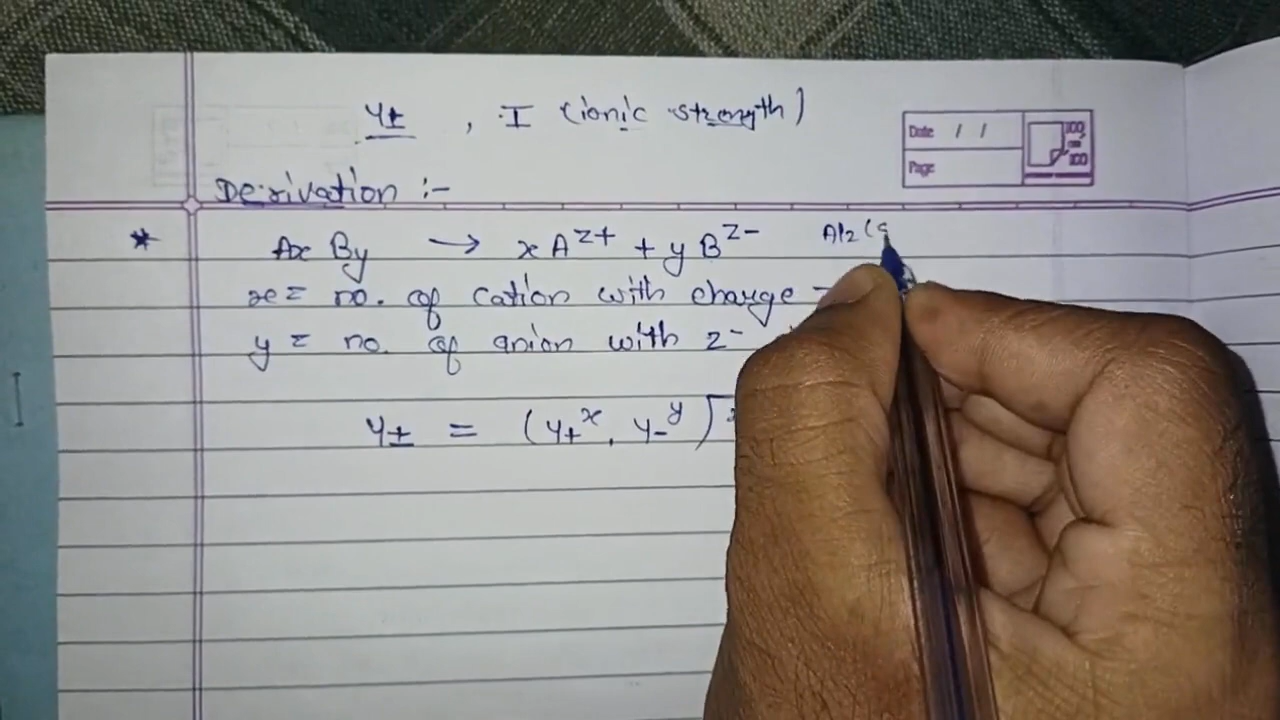 γ± , I (ionic strength)
Date / /
Page
Derivation :-
* Ax By → x A^z+ + y B^z- Al2 (S
x = no. of cation with charge
y = no. of anion with z-
γ± = (γ+^x . γ-^y)